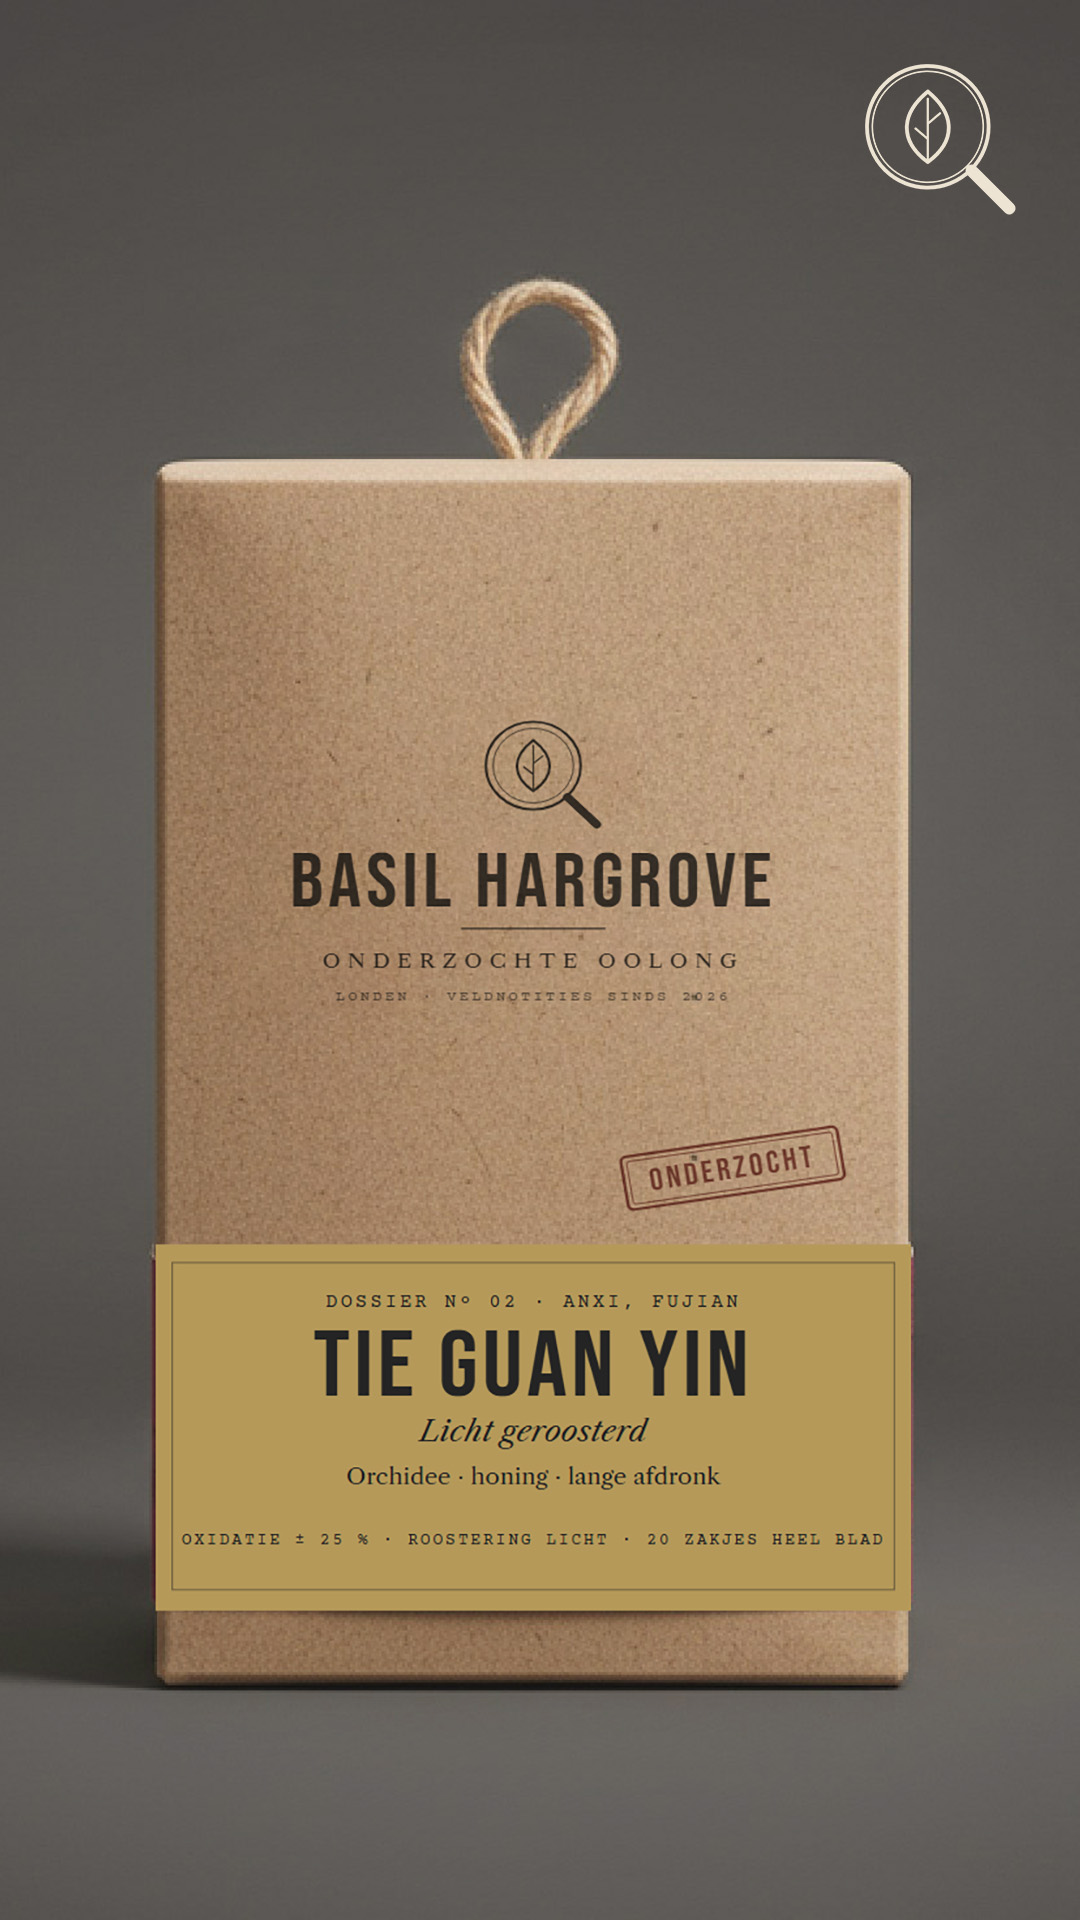 BASIL HARGROVE
ONDERZOCHTE OOLONG
LONDEN · VELDNOTITIES SINDS 2026
ONDERZOCHT
DOSSIER Nº 02 · ANXI, FUJIAN
TIE GUAN YIN
Licht geroosterd
Orchidee · honing · lange afdronk
OXIDATIE ± 25 % · ROOSTERING LICHT · 20 ZAKJES HEEL BLAD